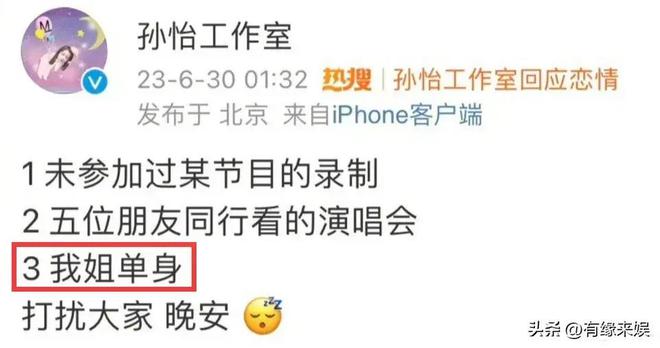 孙怡工作室
23-6-30 01:32 热搜 | 孙怡工作室回应恋情
发布于 北京 来自iPhone客户端
1 未参加过某节目的录制
2 五位朋友同行看的演唱会
3 我姐单身
打扰大家 晚安 😴
头条 @有缘来娱